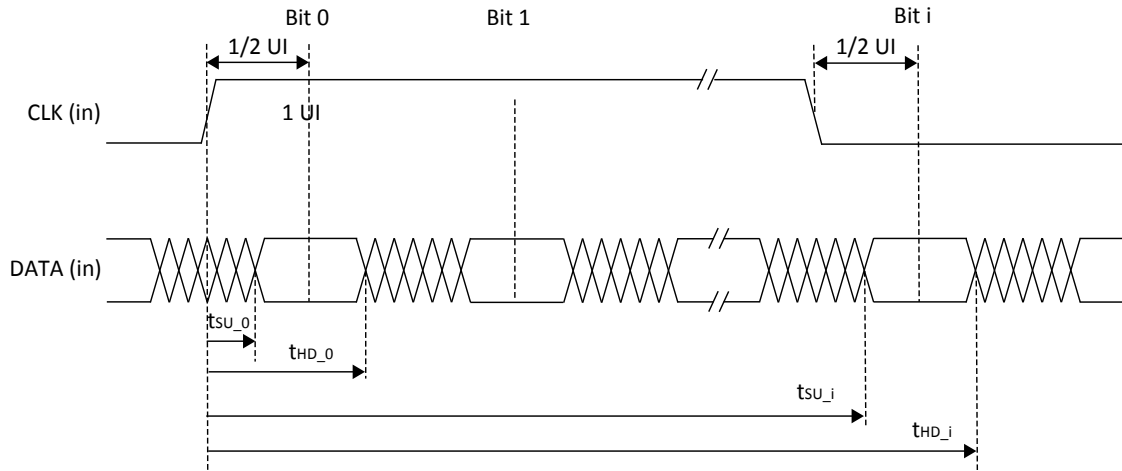 Bit 0 Bit 1 Bit i
1/2 UI 1/2 UI
CLK (in) 1 UI
DATA (in)
tSU_0
tHD_0
tSU_i
tHD_i